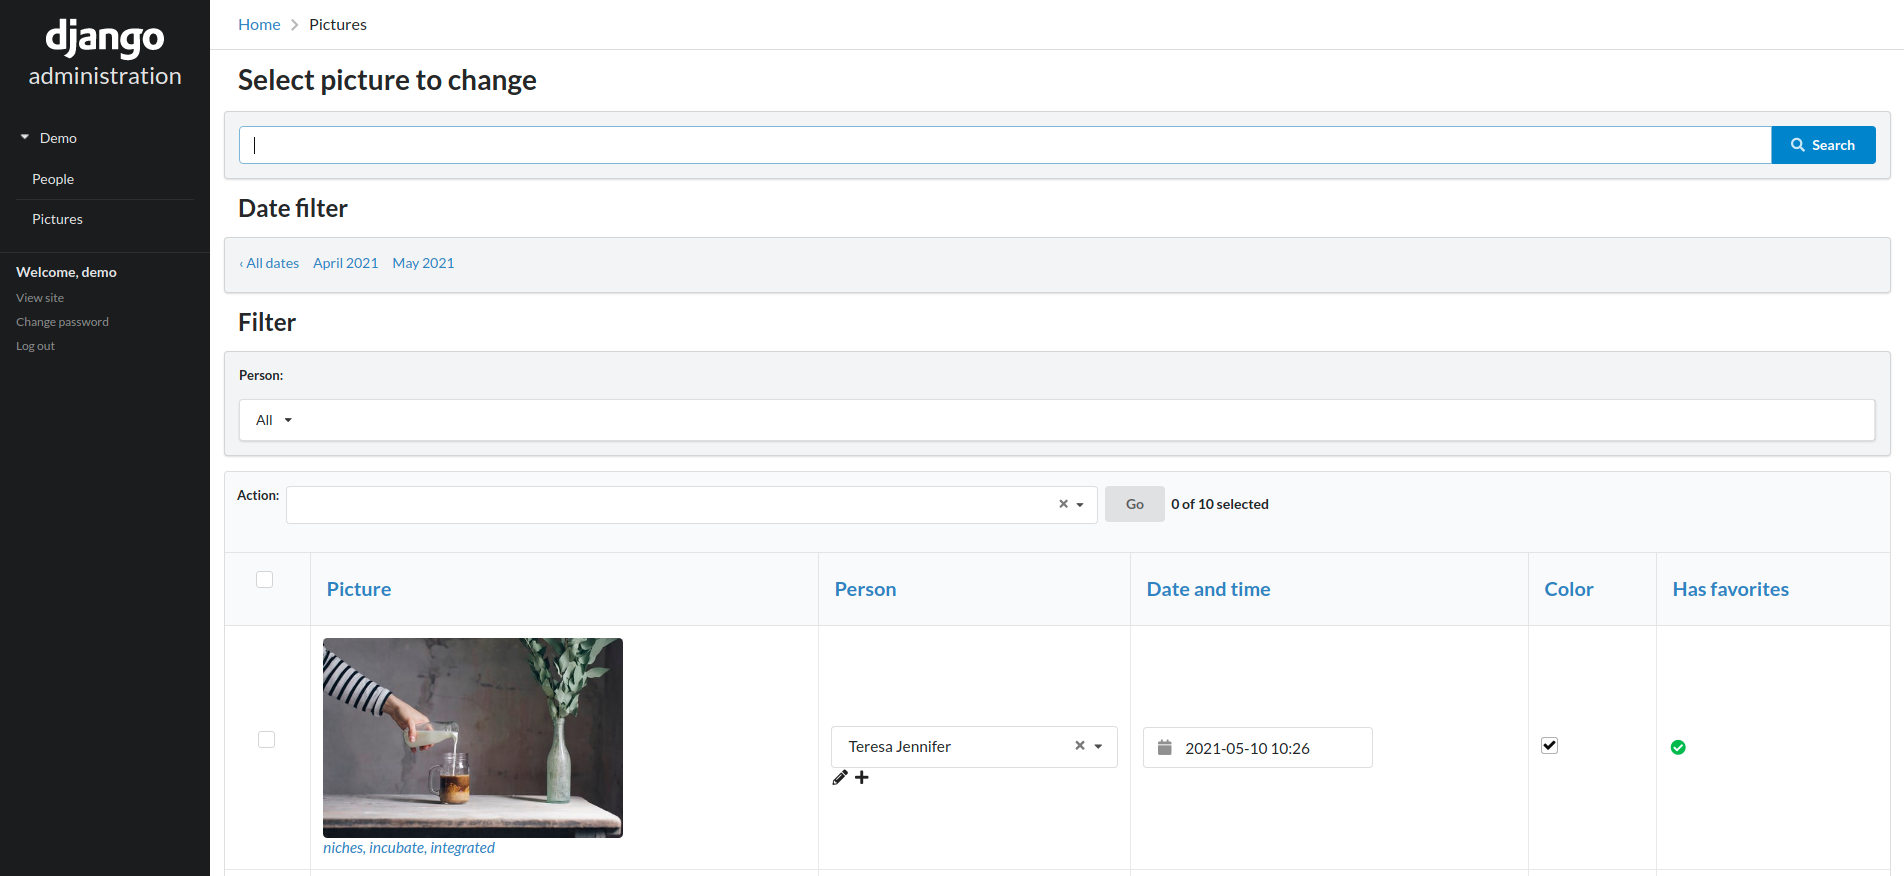 django
administration
Demo
People
Pictures
Welcome, demo
View site
Change password
Log out
Home > Pictures
Select picture to change
Search
Date filter
‹ All dates April 2021 May 2021
Filter
Person:
All
Action:
Go 0 of 10 selected
Picture Person Date and time Color Has favorites
Teresa Jennifer
2021-05-10 10:26
niches, incubate, integrated